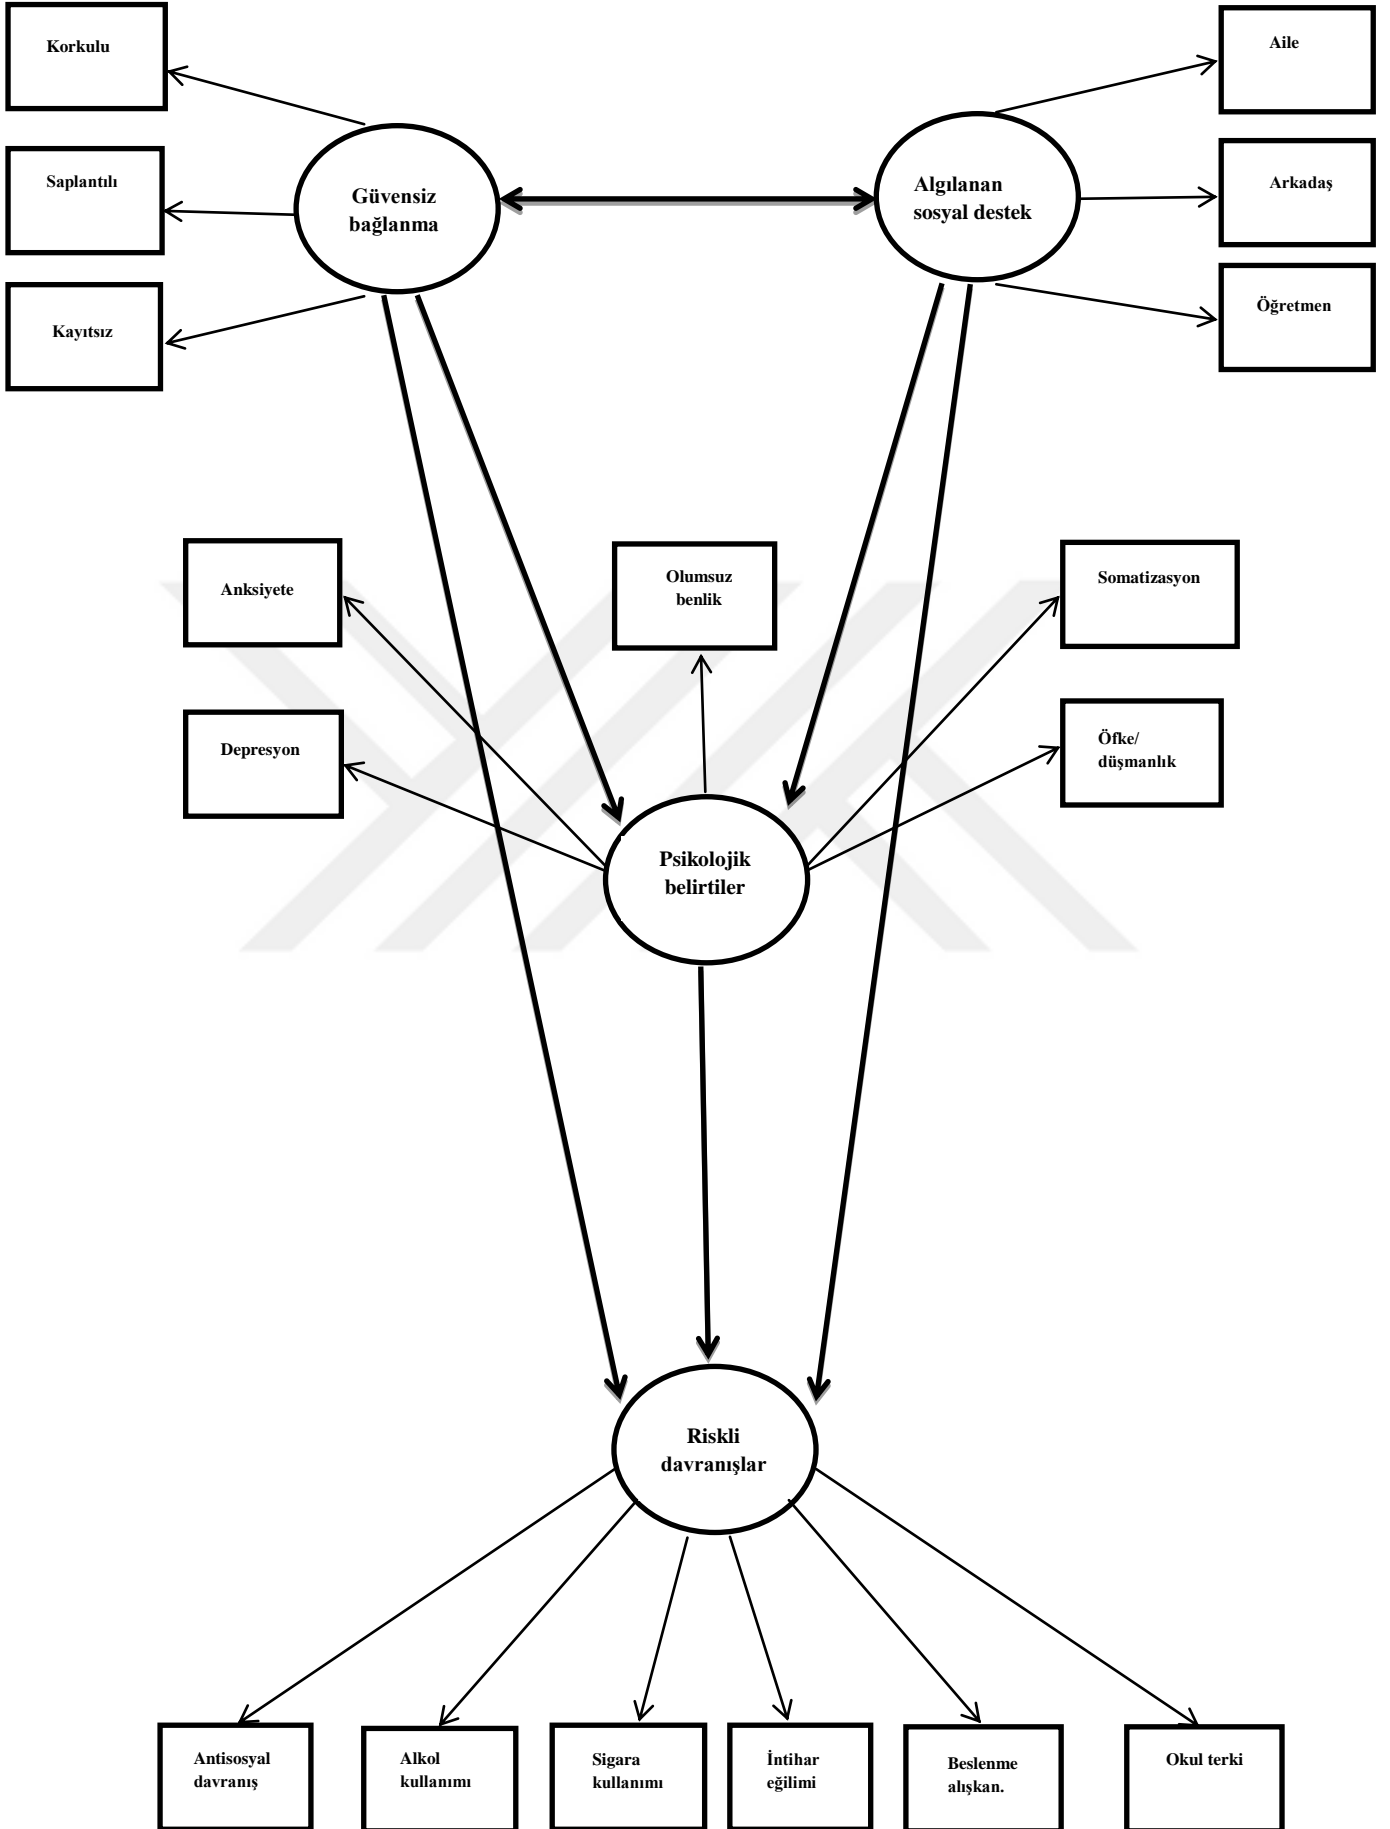 Korkulu
Aile
Saplantılı
Arkadaş
Güvensiz
bağlanma
Algılanan
sosyal destek
Kayıtsız
Öğretmen
Anksiyete
Olumsuz
benlik
Somatizasyon
Depresyon
Öfke/
düşmanlık
Psikolojik
belirtiler
Riskli
davranışlar
Antisosyal
davranış
Alkol
kullanımı
Sigara
kullanımı
İntihar
eğilimi
Beslenme
alışkan.
Okul terki